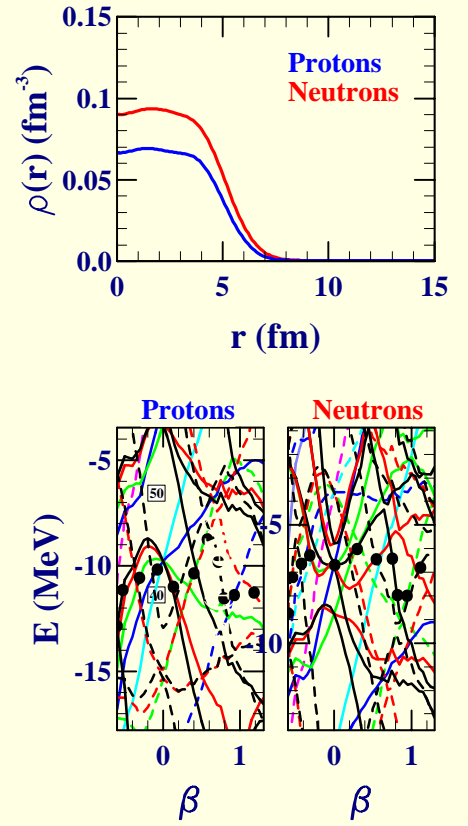 ρ(r) (fm-3)
0.15
0.1
0.05
0.0
Protons
Neutrons
0 5 10 15
r (fm)
Protons Neutrons
E (MeV)
-5
-10
-15
50
40
-5
-10
0 1
0 1
β β